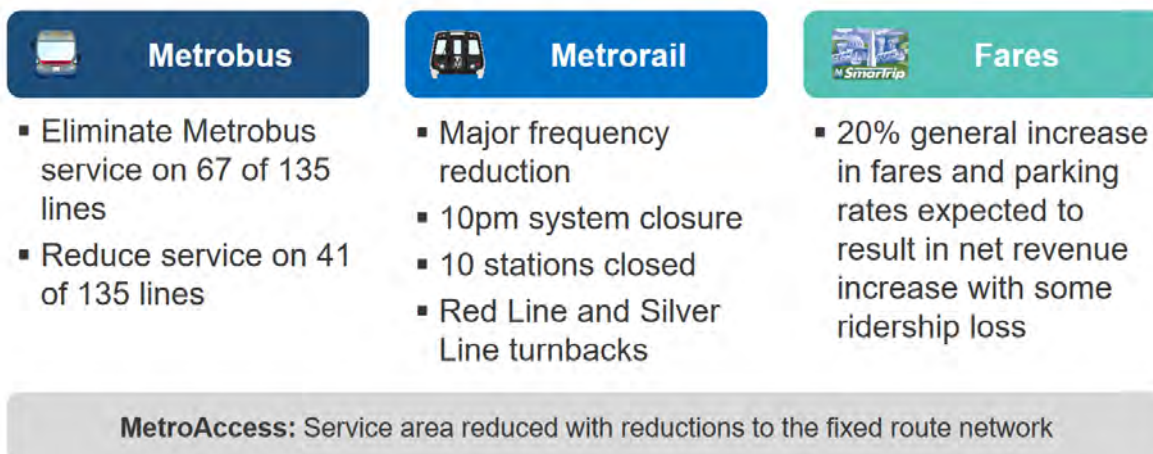 Metrobus
▪ Eliminate Metrobus
service on 67 of 135
lines
▪ Reduce service on 41
of 135 lines
Metrorail
▪ Major frequency
reduction
▪ 10pm system closure
▪ 10 stations closed
▪ Red Line and Silver
Line turnbacks
SmarTrip
Fares
▪ 20% general increase
in fares and parking
rates expected to
result in net revenue
increase with some
ridership loss
MetroAccess: Service area reduced with reductions to the fixed route network